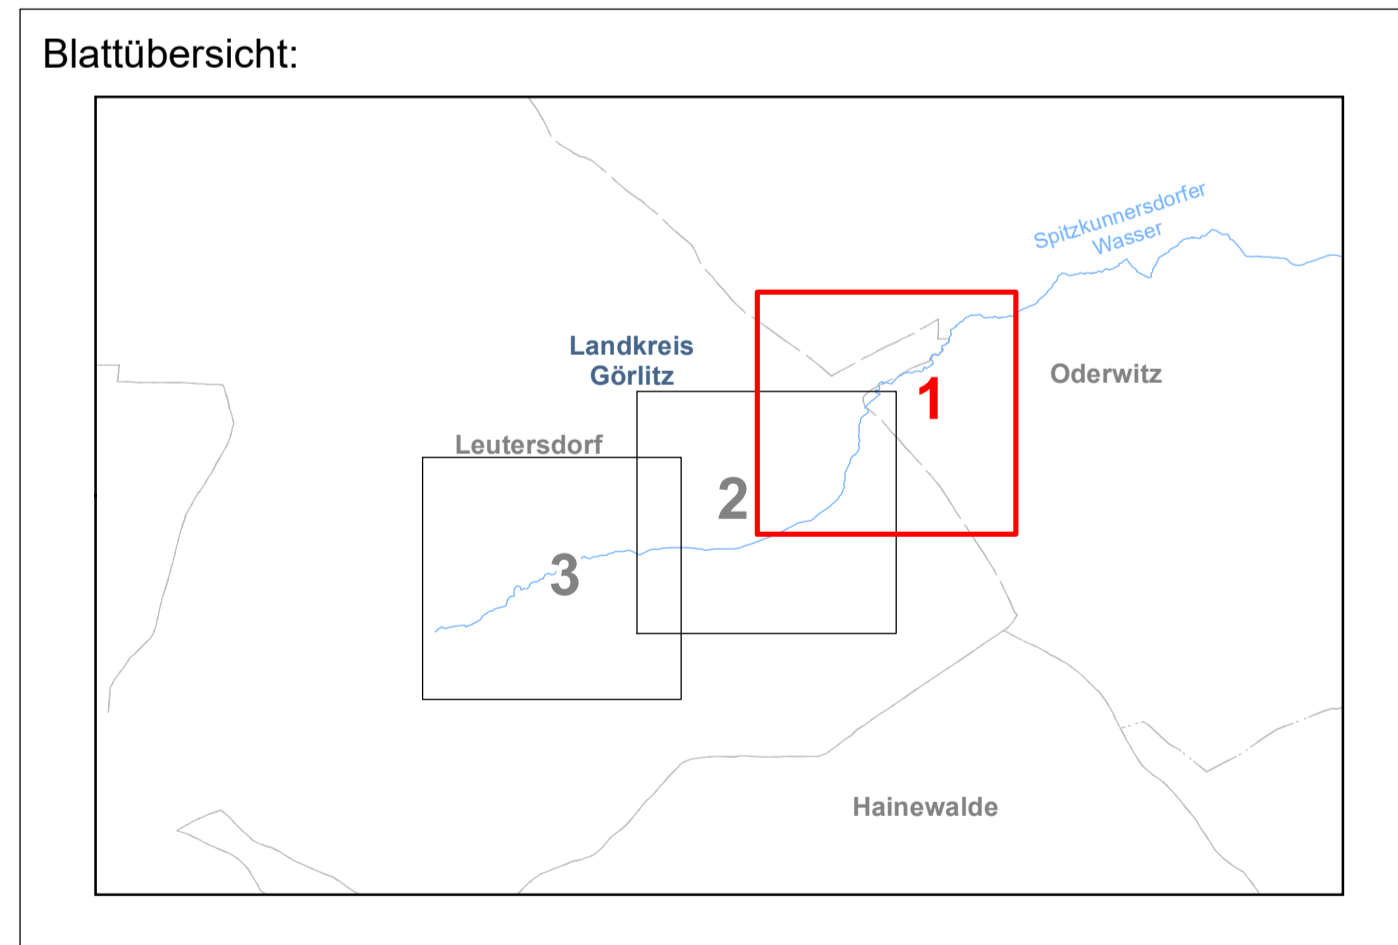 Blattübersicht:
Spitzkunnersdorfer
Wasser
Landkreis
Görlitz
Oderwitz
1
Leutersdorf
2
3
Hainewalde